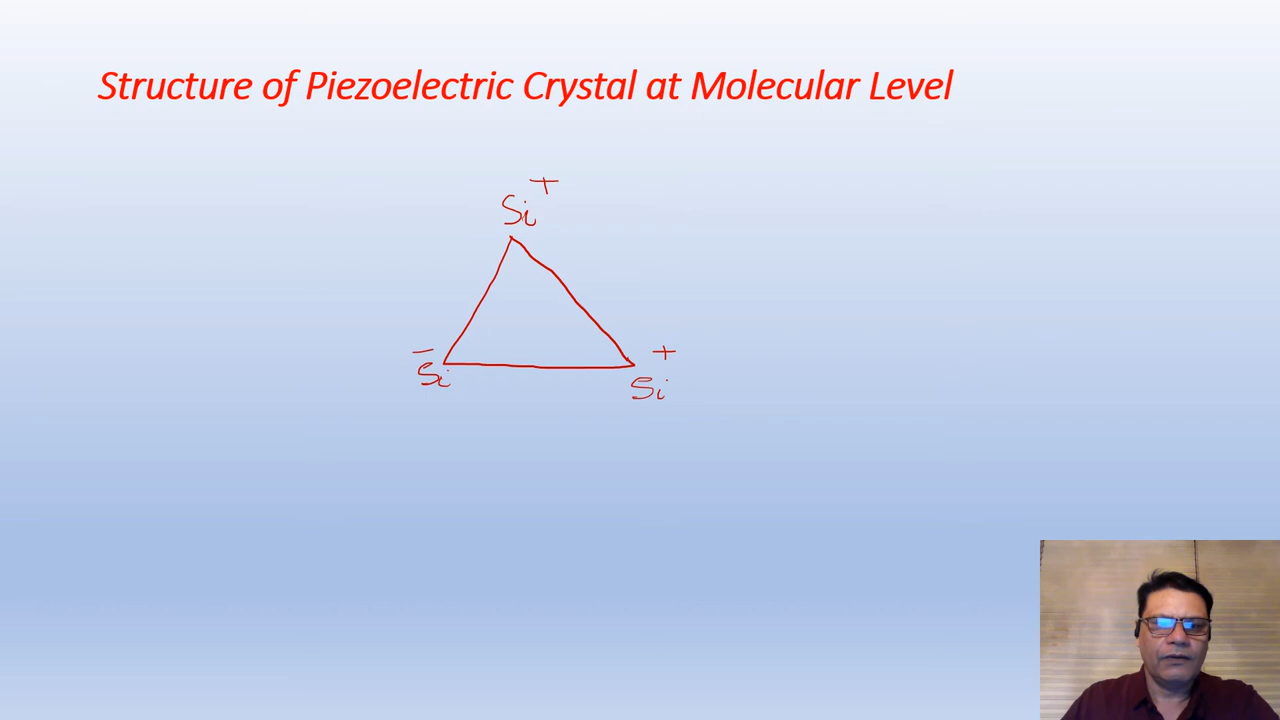 Structure of Piezoelectric Crystal at Molecular Level
Si+
-Si
+
Si